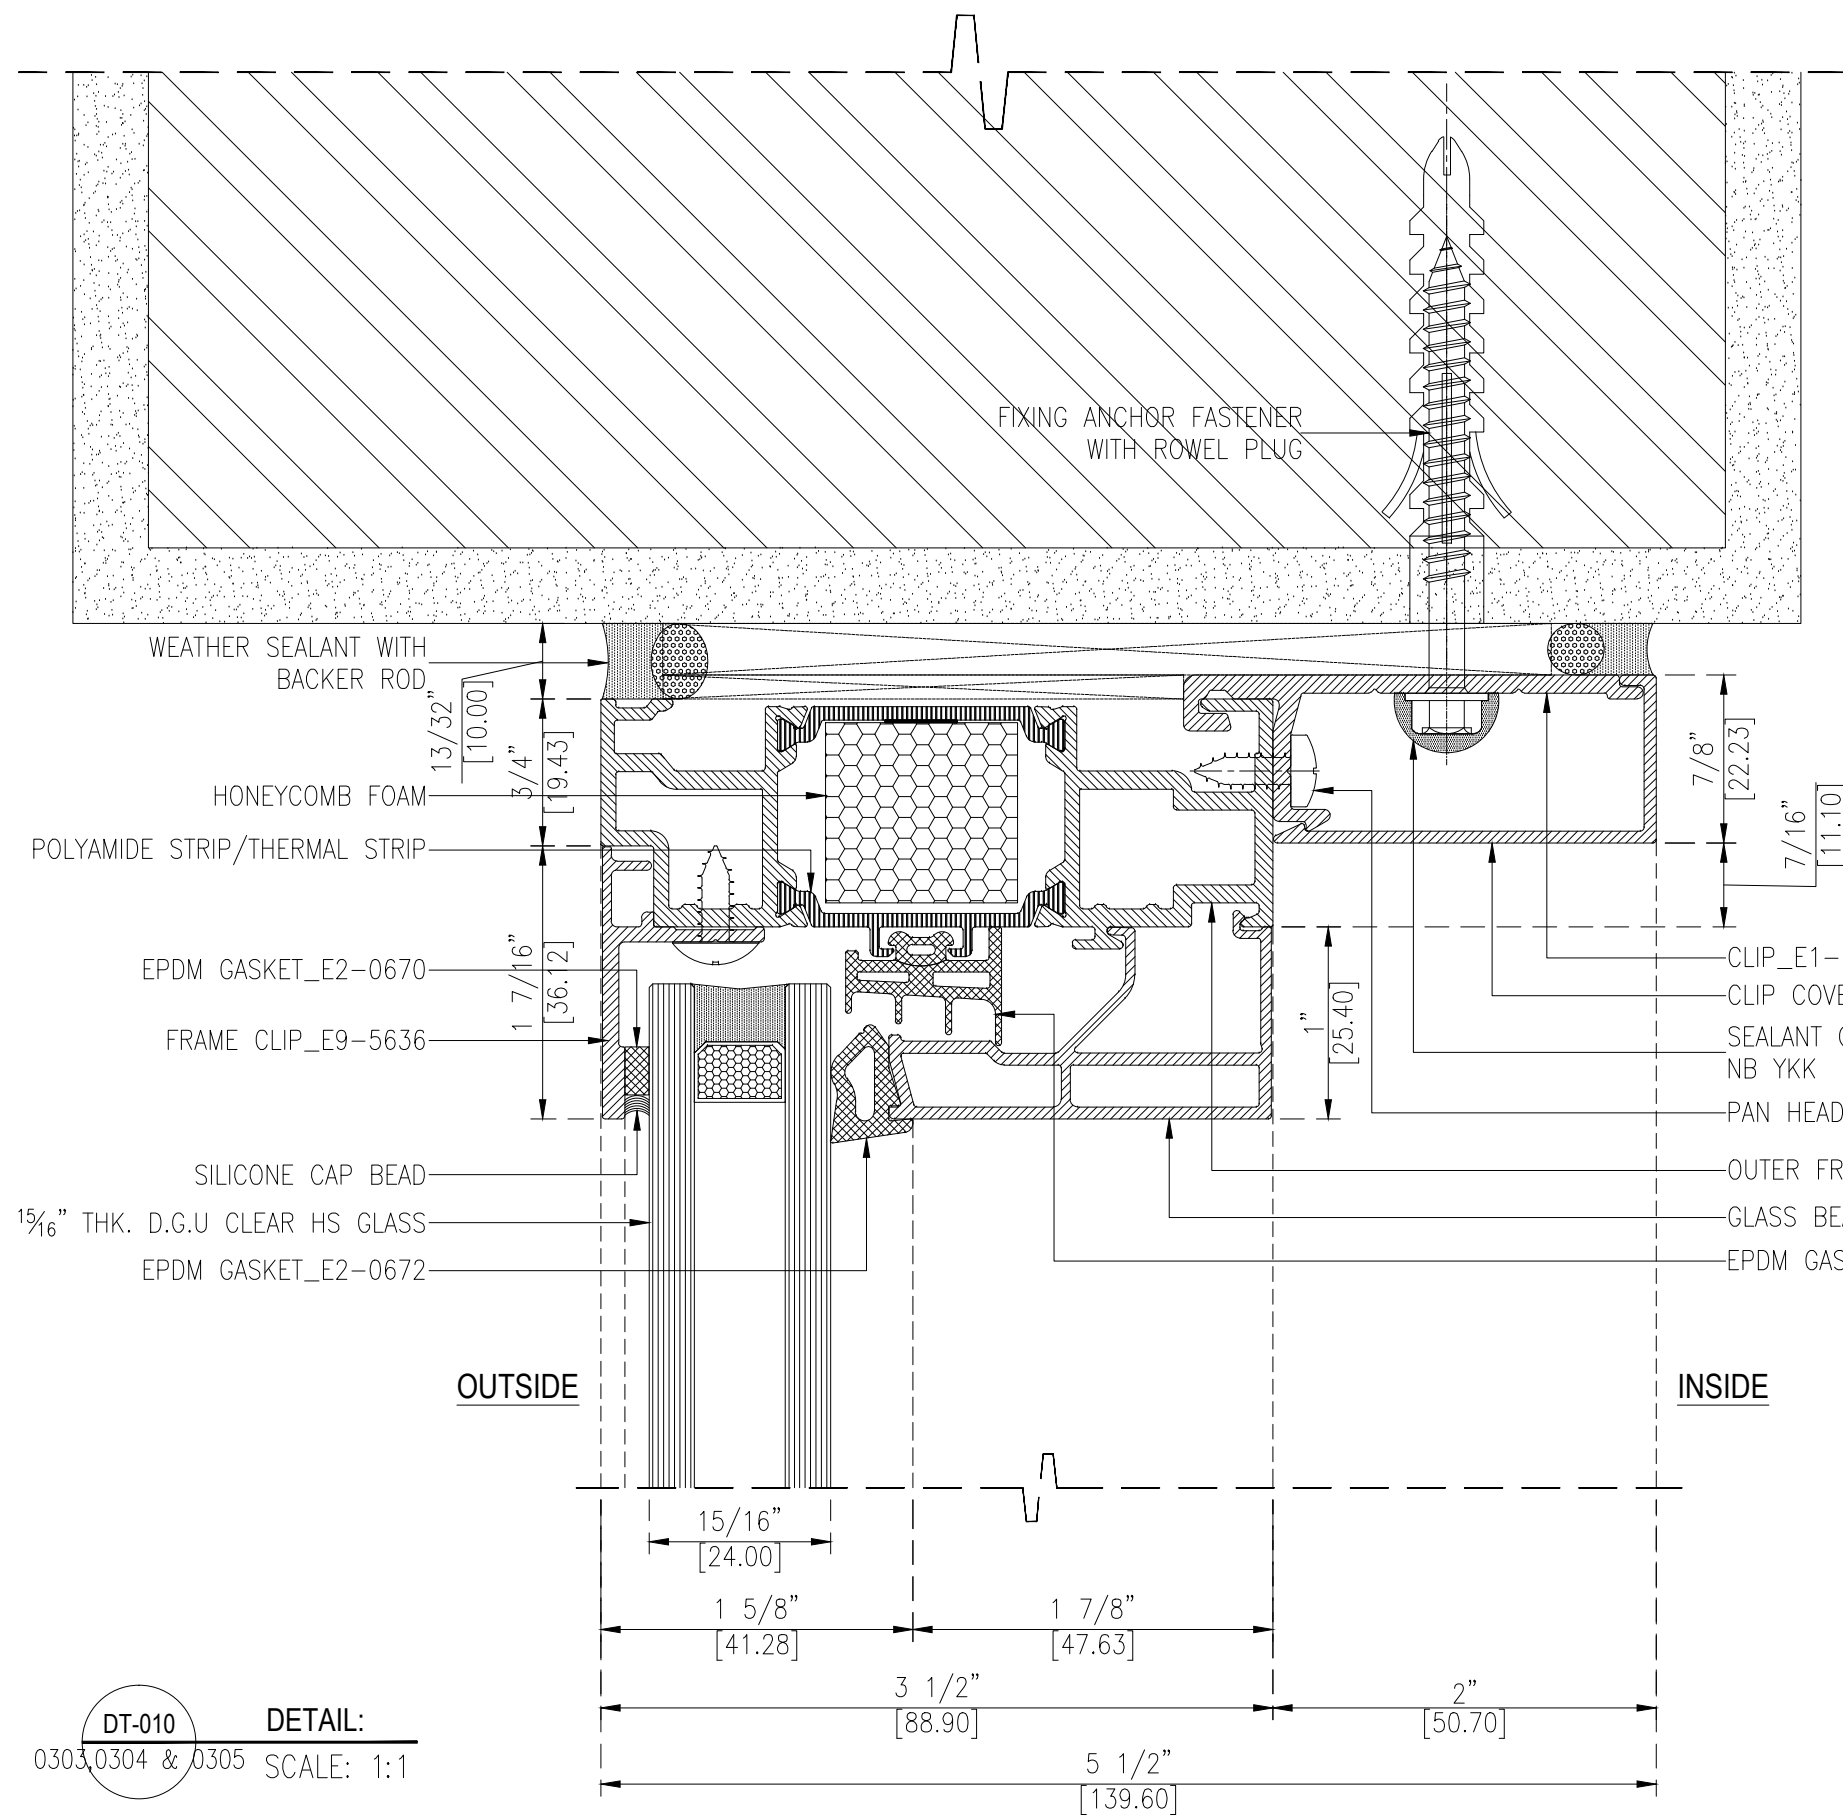 FIXING ANCHOR FASTENER
WITH ROWEL PLUG
WEATHER SEALANT WITH
BACKER ROD
13/32"
[10.00]
3/4"
[19.43]
HONEYCOMB FOAM
POLYAMIDE STRIP/THERMAL STRIP
7/8"
[22.23]
7/16"
[11.10]
EPDM GASKET_E2-0670
1 7/16"
[36.12]
FRAME CLIP_E9-5636
1"
[25.40]
CLIP_E1-
CLIP COVE
SEALANT
NB YKK
PAN HEAD
OUTER FR
GLASS BEA
EPDM GAS
SILICONE CAP BEAD
15/16" THK. D.G.U CLEAR HS GLASS
EPDM GASKET_E2-0672
OUTSIDE
INSIDE
15/16"
[24.00]
1 5/8"
[41.28]
1 7/8"
[47.63]
3 1/2"
[88.90]
2"
[50.70]
5 1/2"
[139.60]
DT-010
0303,0304 & 0305
DETAIL:
SCALE: 1:1